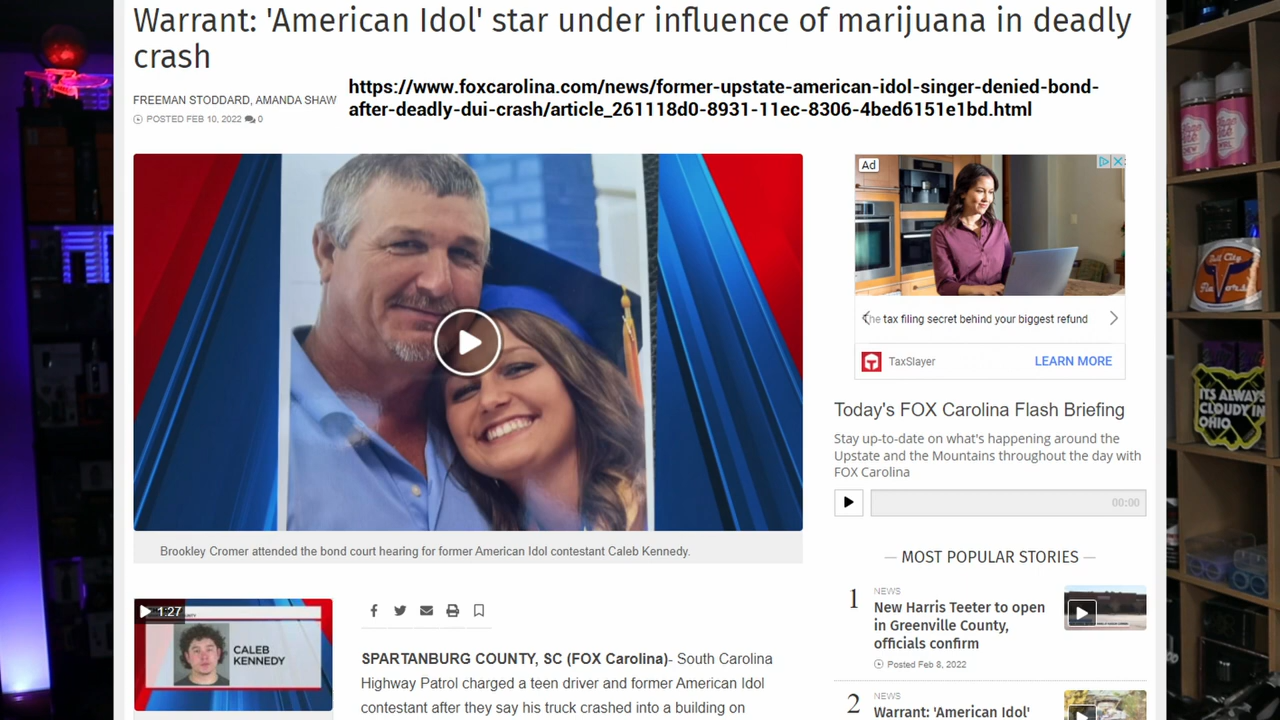 Warrant: 'American Idol' star under influence of marijuana in deadly
crash
FREEMAN STODDARD, AMANDA SHAW
POSTED FEB 10, 2022 0
https://www.foxcarolina.com/news/former-upstate-american-idol-singer-denied-bond-
after-deadly-dui-crash/article_261118d0-8931-11ec-8306-4bed6151e1bd.html
Brookley Cromer attended the bond court hearing for former American Idol contestant Caleb Kennedy.
1:27
CALEB
KENNEDY
SPARTANBURG COUNTY, SC (FOX Carolina)- South Carolina
Highway Patrol charged a teen driver and former American Idol
contestant after they say his truck crashed into a building on
Ad
he tax filing secret behind your biggest refund
TaxSlayer
LEARN MORE
Today's FOX Carolina Flash Briefing
Stay up-to-date on what's happening around the
Upstate and the Mountains throughout the day with
FOX Carolina
00:00
MOST POPULAR STORIES
1
NEWS
New Harris Teeter to open
in Greenville County,
officials confirm
Posted Feb 8, 2022
2
NEWS
Warrant: 'American Idol'
ITS ALWAYS
CLOUDY IN
OHIO